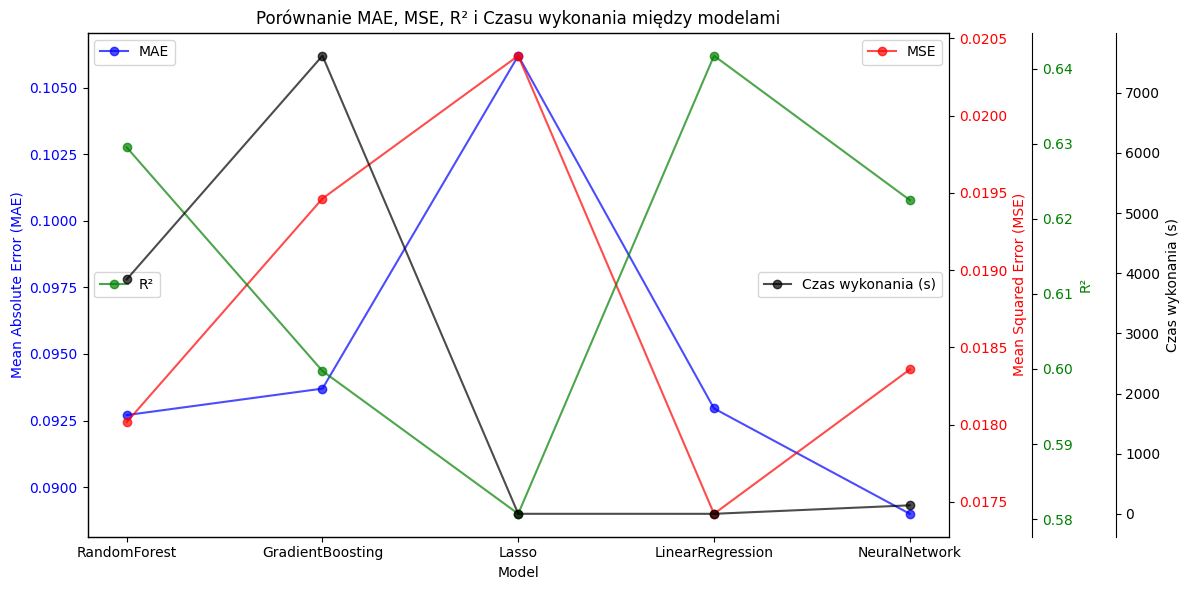 Porównanie MAE, MSE, R² i Czasu wykonania między modelami
MAE
MSE
R²
Czas wykonania (s)
Mean Absolute Error (MAE)
0.1050
0.1025
0.1000
0.0975
0.0950
0.0925
0.0900
0.0205
0.0200
0.0195
0.0190
0.0185
0.0180
0.0175
Mean Squared Error (MSE)
0.64
0.63
0.62
0.61
0.60
0.59
0.58
R²
7000
6000
5000
4000
3000
2000
1000
0
Czas wykonania (s)
RandomForest
GradientBoosting
Lasso
LinearRegression
NeuralNetwork
Model